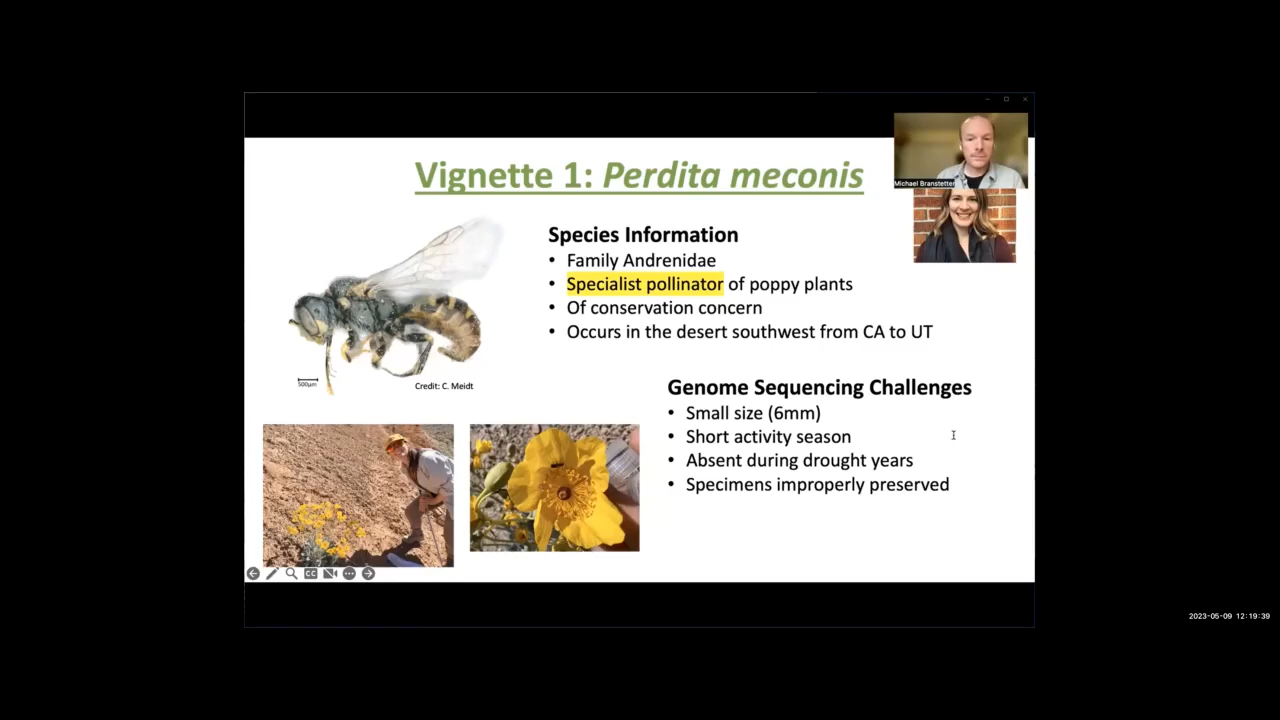 Vignette 1: Perdita meconis
Michael Branstetter
Species Information
• Family Andrenidae
• Specialist pollinator of poppy plants
• Of conservation concern
• Occurs in the desert southwest from CA to UT
500µm
Credit: C. Meidt
Genome Sequencing Challenges
• Small size (6mm)
• Short activity season
• Absent during drought years
• Specimens improperly preserved
CC
2023-05-09 12:19:39